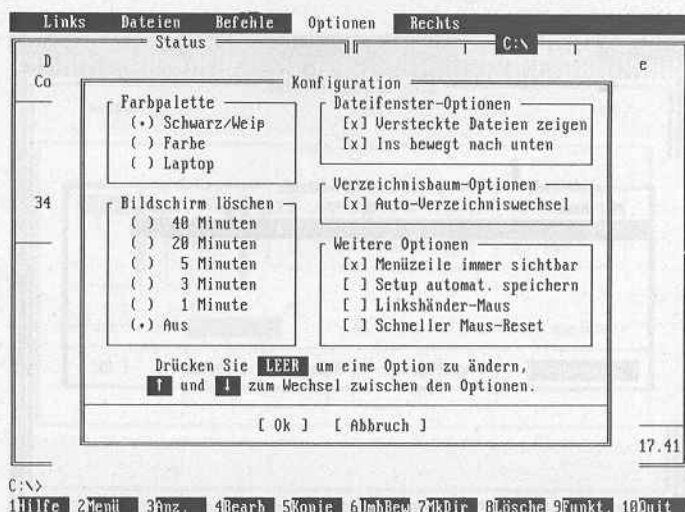 Links Dateien Befehle Optionen Rechts
Status C:\
D e
Co
Konfiguration
Farbpalette
(•) Schwarz/Weiß
( ) Farbe
( ) Laptop
Bildschirm löschen
( ) 40 Minuten
( ) 20 Minuten
( ) 5 Minuten
( ) 3 Minuten
( ) 1 Minute
(•) Aus
Dateifenster-Optionen
[x] Versteckte Dateien zeigen
[x] Ins bewegt nach unten
Verzeichnisbaum-Optionen
[x] Auto-Verzeichniswechsel
Weitere Optionen
[x] Menüzeile immer sichtbar
[ ] Setup automat. speichern
[ ] Linkshänder-Maus
[ ] Schneller Maus-Reset
34
Drücken Sie LEER um eine Option zu ändern,
↑ und ↓ zum Wechsel zwischen den Optionen.
[ Ok ] [ Abbruch ]
17.41
C:\>
1Hilfe 2Menü 3Anz. 4Bearb 5Kopie 6UmbBew 7MkDir 8Lösche 9Funkt. 10Quit